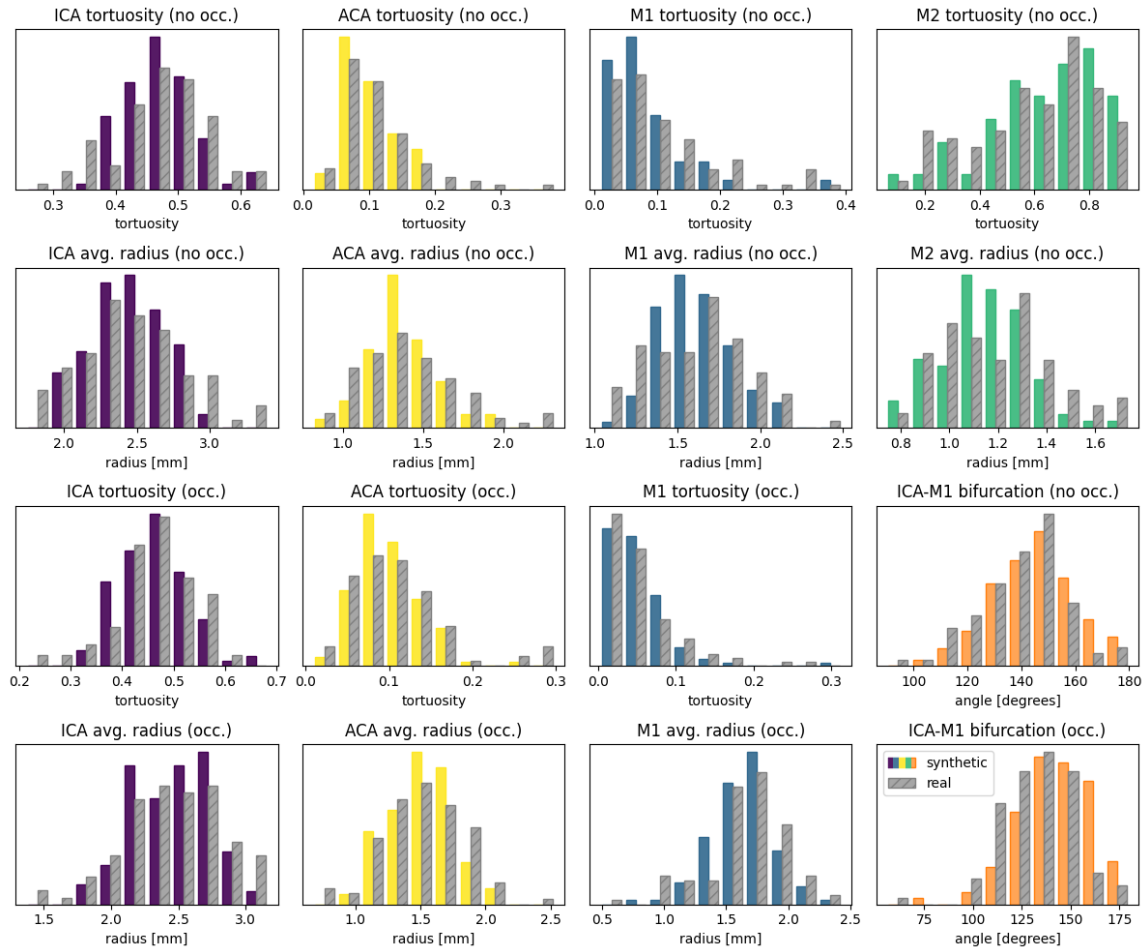 ICA tortuosity (no occ.)
ACA tortuosity (no occ.)
M1 tortuosity (no occ.)
M2 tortuosity (no occ.)
0.3 0.4 0.5 0.6
0.0 0.1 0.2 0.3
0.0 0.1 0.2 0.3 0.4
0.2 0.4 0.6 0.8
tortuosity
tortuosity
tortuosity
tortuosity
ICA avg. radius (no occ.)
ACA avg. radius (no occ.)
M1 avg. radius (no occ.)
M2 avg. radius (no occ.)
2.0 2.5 3.0
1.0 1.5 2.0
1.0 1.5 2.0 2.5
0.8 1.0 1.2 1.4 1.6
radius [mm]
radius [mm]
radius [mm]
radius [mm]
ICA tortuosity (occ.)
ACA tortuosity (occ.)
M1 tortuosity (occ.)
ICA-M1 bifurcation (no occ.)
0.2 0.3 0.4 0.5 0.6 0.7
0.0 0.1 0.2 0.3
0.0 0.1 0.2 0.3
100 120 140 160 180
tortuosity
tortuosity
tortuosity
angle [degrees]
ICA avg. radius (occ.)
ACA avg. radius (occ.)
M1 avg. radius (occ.)
ICA-M1 bifurcation (occ.)
synthetic
real
1.5 2.0 2.5 3.0
1.0 1.5 2.0 2.5
0.5 1.0 1.5 2.0 2.5
75 100 125 150 175
radius [mm]
radius [mm]
radius [mm]
angle [degrees]